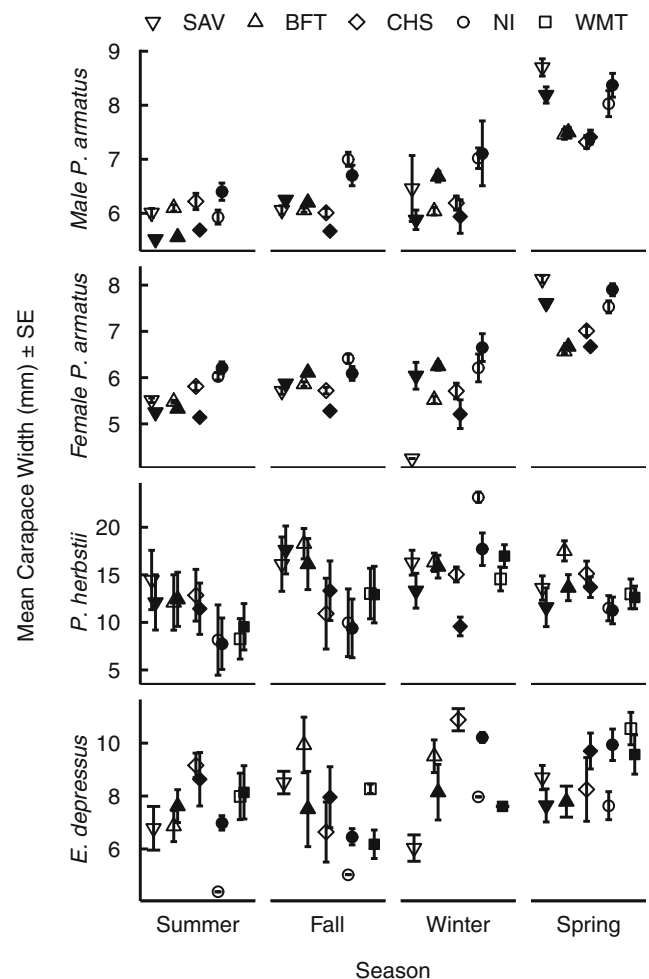 SAV BFT CHS NI WMT
Mean Carapace Width (mm) ± SE
Male P. armatus
9
8
7
6
Female P. armatus
8
7
6
5
P. herbstii
20
15
10
5
E. depressus
10
8
6
Summer Fall Winter Spring
Season